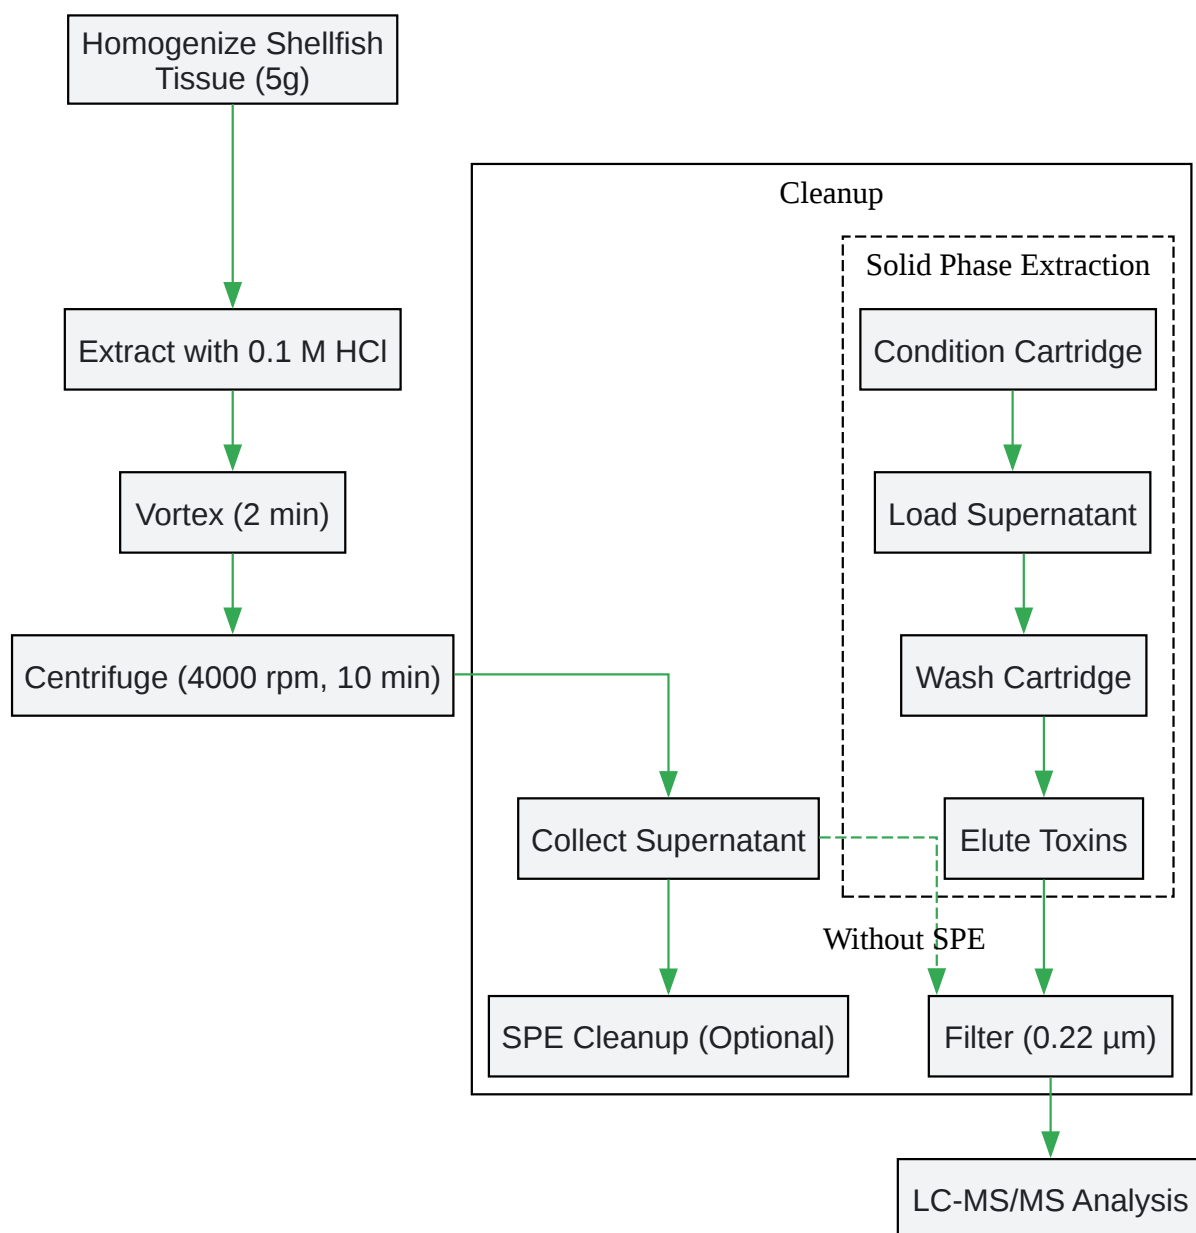 Homogenize Shellfish
Tissue (5g)
Cleanup
Solid Phase Extraction
Extract with 0.1 M HCl
Condition Cartridge
Vortex (2 min)
Load Supernatant
Centrifuge (4000 rpm, 10 min)
Wash Cartridge
Collect Supernatant
Elute Toxins
Without SPE
SPE Cleanup (Optional)
Filter (0.22 µm)
LC-MS/MS Analysis